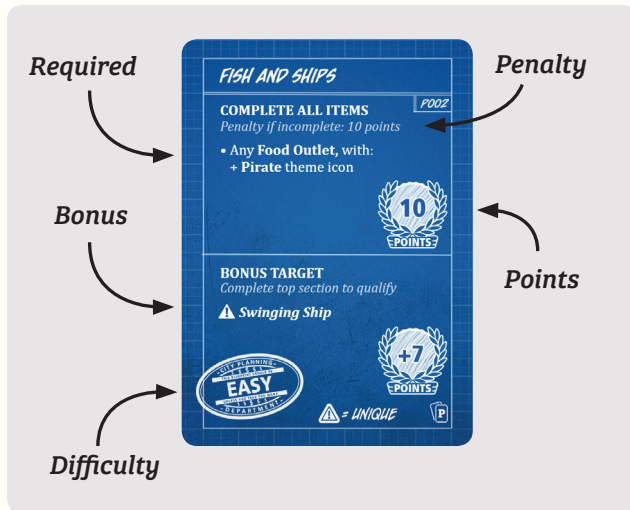 Required
Penalty
FISH AND SHIPS
P002
COMPLETE ALL ITEMS
Penalty if incomplete: 10 points
• Any Food Outlet, with:
+ Pirate theme icon
10
POINTS
Bonus
Points
BONUS TARGET
Complete top section to qualify
Swinging Ship
+7
POINTS
CITY PLANNING
EASY
DEPARTMENT
= UNIQUE
P
Difficulty